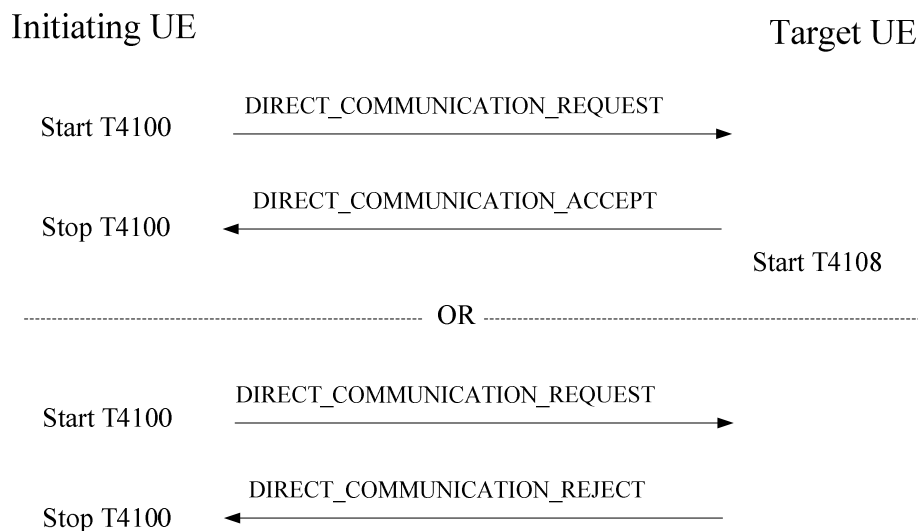 Initiating UE
Target UE
DIRECT_COMMUNICATION_REQUEST
Start T4100
DIRECT_COMMUNICATION_ACCEPT
Stop T4100
Start T4108
OR
DIRECT_COMMUNICATION_REQUEST
Start T4100
DIRECT_COMMUNICATION_REJECT
Stop T4100